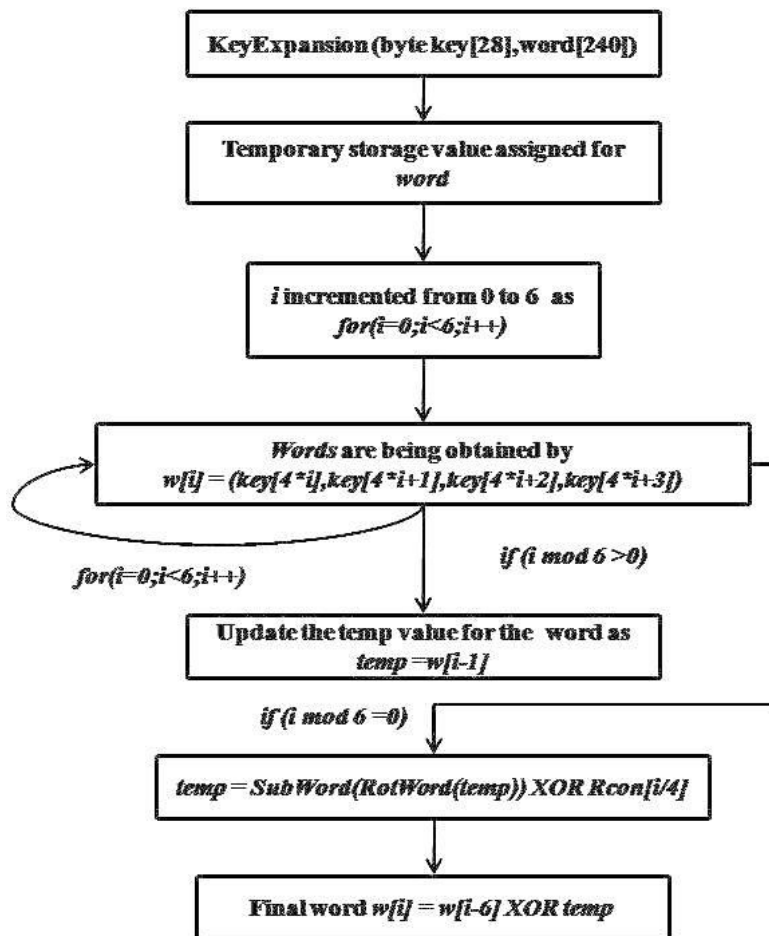 KeyExpansion (byte key[28],word[240])
Temporary storage value assigned for
word
i incremented from 0 to 6 as
for(i=0;i<6;i++)
Words are being obtained by
w[i] = (key[4*i],key[4*i+1],key[4*i+2],key[4*i+3])
for(i=0;i<6;i++)
if (i mod 6 >0)
Update the temp value for the word as
temp =w[i-1]
if (i mod 6 =0)
temp = SubWord(RotWord(temp)) XOR Rcon[i/4]
Final word w[i] = w[i-6] XOR temp